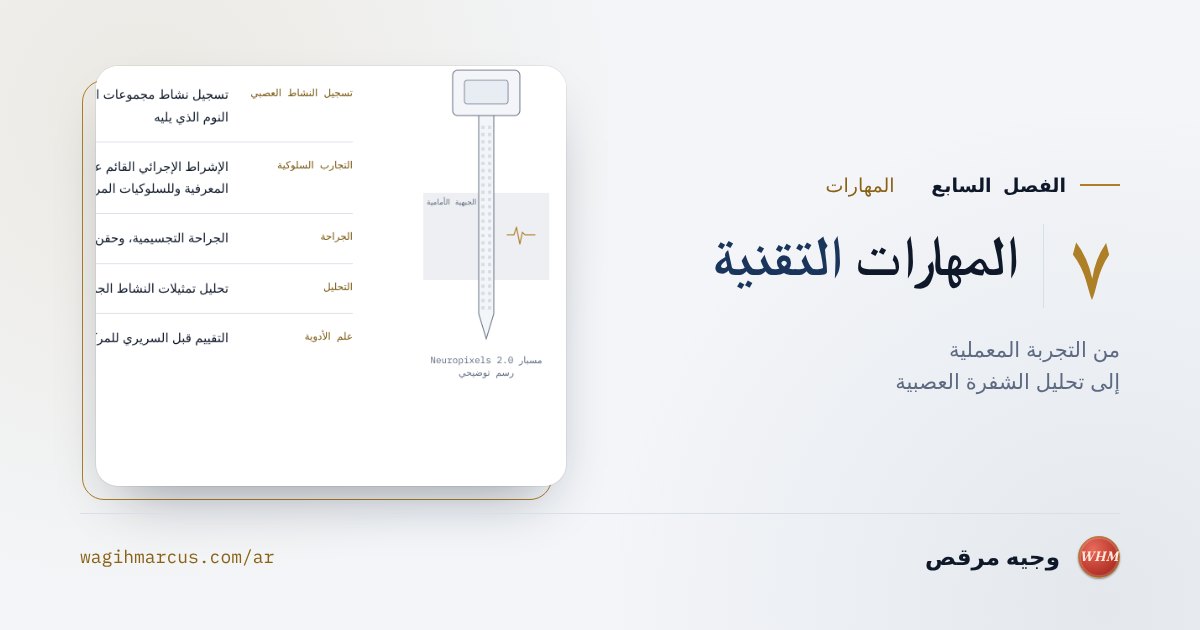 الفصل السابع
المهارات
٧
المهارات التقنية
من التجربة المعملية
إلى تحليل الشفرة العصبية
الجبهية الأمامية
مسبار Neuropixels 2.0
رسم توضيحي
تسجيل النشاط العصبي
تسجيل نشاط مجموعات
النوم الذي يليه
التجارب السلوكية
الإشراط الإجرائي القائم
المعرفية وللسلوكيات
الجراحة
الجراحة التجسيمية، وحقن
التحليل
تحليل تمثيلات النشاط
علم الأدوية
التقييم قبل السريري
WHM
وجيه مرقص
wagihmarcus.com/ar